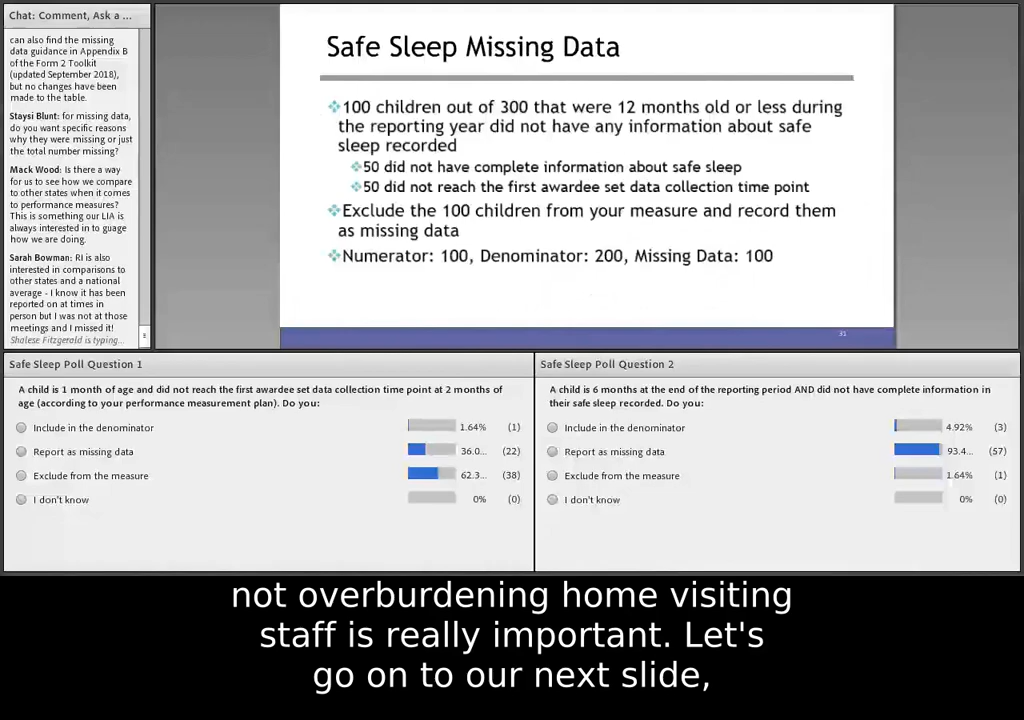 Chat: Comment, Ask a ...
can also find the missing
data guidance in Appendix B
of the Form 2 Toolkit
(updated September 2018),
but no changes have been
made to the table.
Staysi Blunt: for missing data,
do you want specific reasons
why they were missing or just
the total number missing?
Mack Wood: Is there a way
for us to see how we compare
to other states when it comes
to performance measures?
This is something our LIA is
always interested in to guage
how we are doing.
Sarah Bowman: RI is also
interested in comparisons to
other states and a national
average - I know it has been
reported on at times in
person but I was not at those
meetings and I missed it!
Shalese Fitzgerald is typing...
Safe Sleep Missing Data
100 children out of 300 that were 12 months old or less during
the reporting year did not have any information about safe
sleep recorded
50 did not have complete information about safe sleep
50 did not reach the first awardee set data collection time point
Exclude the 100 children from your measure and record them
as missing data
Numerator: 100, Denominator: 200, Missing Data: 100
31
Safe Sleep Poll Question 1
A child is 1 month of age and did not reach the first awardee set data collection time point at 2 months of
age (according to your performance measurement plan). Do you:
Include in the denominator 1.64% (1)
Report as missing data 36.0... (22)
Exclude from the measure 62.3... (38)
I don't know 0% (0)
Safe Sleep Poll Question 2
A child is 6 months at the end of the reporting period AND did not have complete information in
their safe sleep recorded. Do you:
Include in the denominator 4.92% (3)
Report as missing data 93.4... (57)
Exclude from the measure 1.64% (1)
I don't know 0% (0)
not overburdening home visiting
staff is really important. Let's
go on to our next slide,